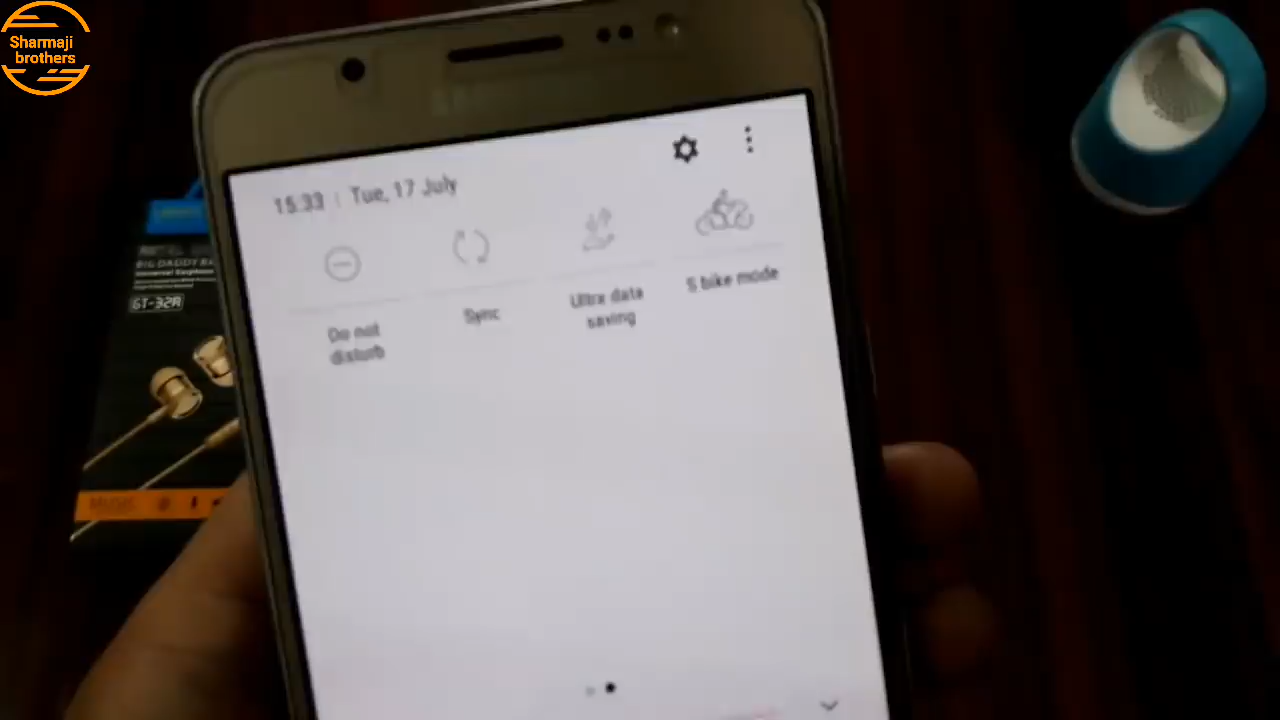 Sharmaji
brothers
15:33 | Tue, 17 July
Do not
disturb
Sync
Ultra data
saving
S bike mode
BIG DADDY
GT-32A
MUSIC